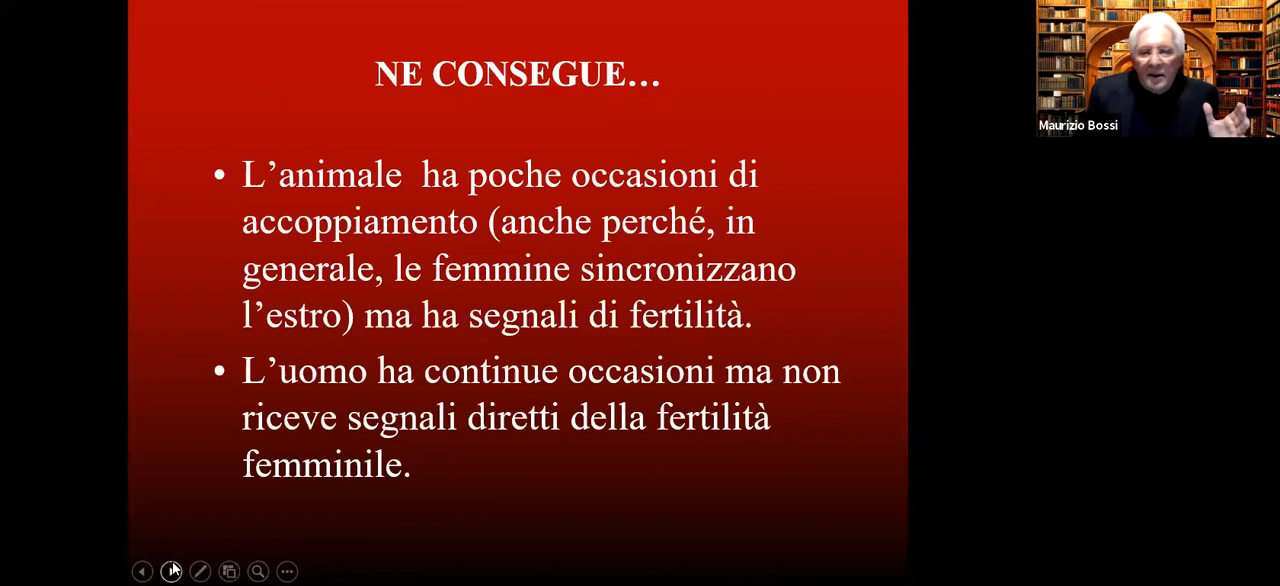 NE CONSEGUE…
• L’animale ha poche occasioni di
accoppiamento (anche perché, in
generale, le femmine sincronizzano
l’estro) ma ha segnali di fertilità.
• L’uomo ha continue occasioni ma non
riceve segnali diretti della fertilità
femminile.
Maurizio Bossi